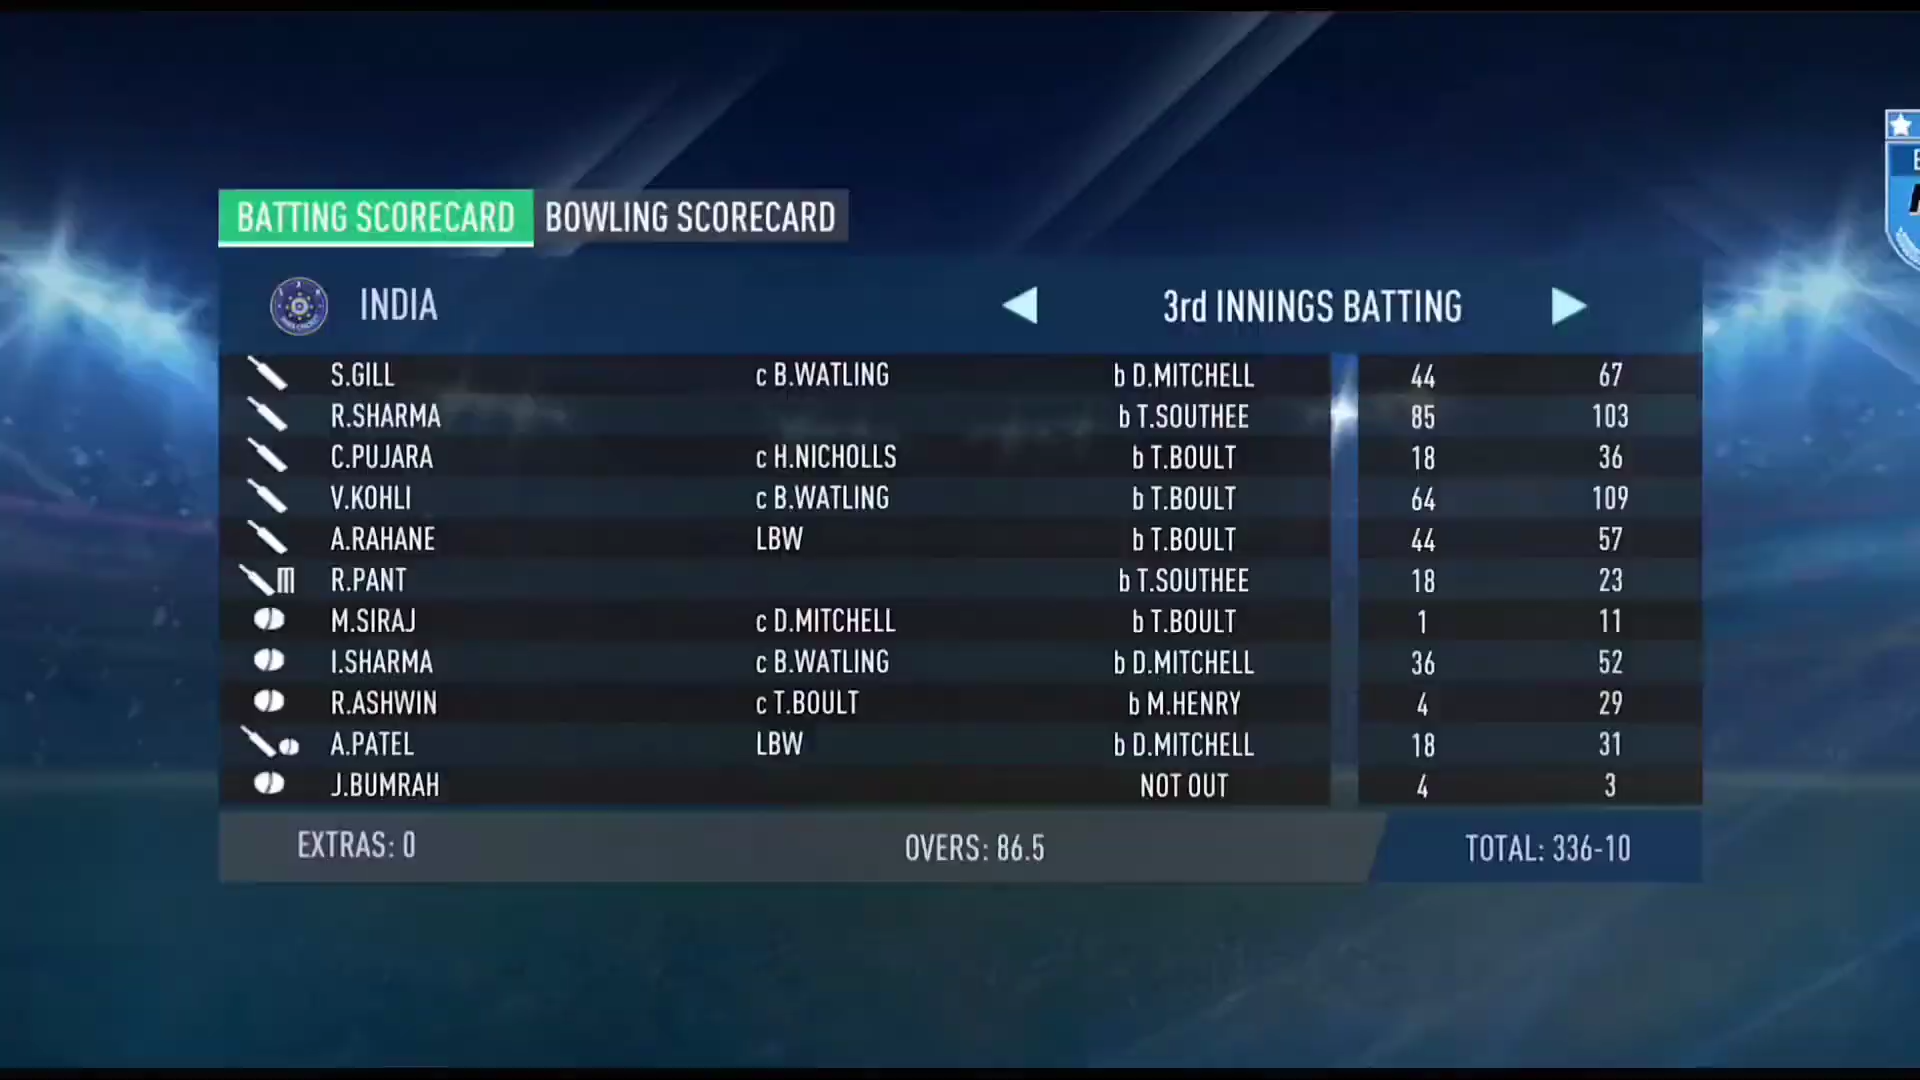 BATTING SCORECARD BOWLING SCORECARD
INDIA 3rd INNINGS BATTING
S.GILL c B.WATLING b D.MITCHELL 44 67
R.SHARMA b T.SOUTHEE 85 103
C.PUJARA c H.NICHOLLS b T.BOULT 18 36
V.KOHLI c B.WATLING b T.BOULT 64 109
A.RAHANE LBW b T.BOULT 44 57
R.PANT b T.SOUTHEE 18 23
M.SIRAJ c D.MITCHELL b T.BOULT 1 11
I.SHARMA c B.WATLING b D.MITCHELL 36 52
R.ASHWIN c T.BOULT b M.HENRY 4 29
A.PATEL LBW b D.MITCHELL 18 31
J.BUMRAH NOT OUT 4 3
EXTRAS: 0 OVERS: 86.5 TOTAL: 336-10